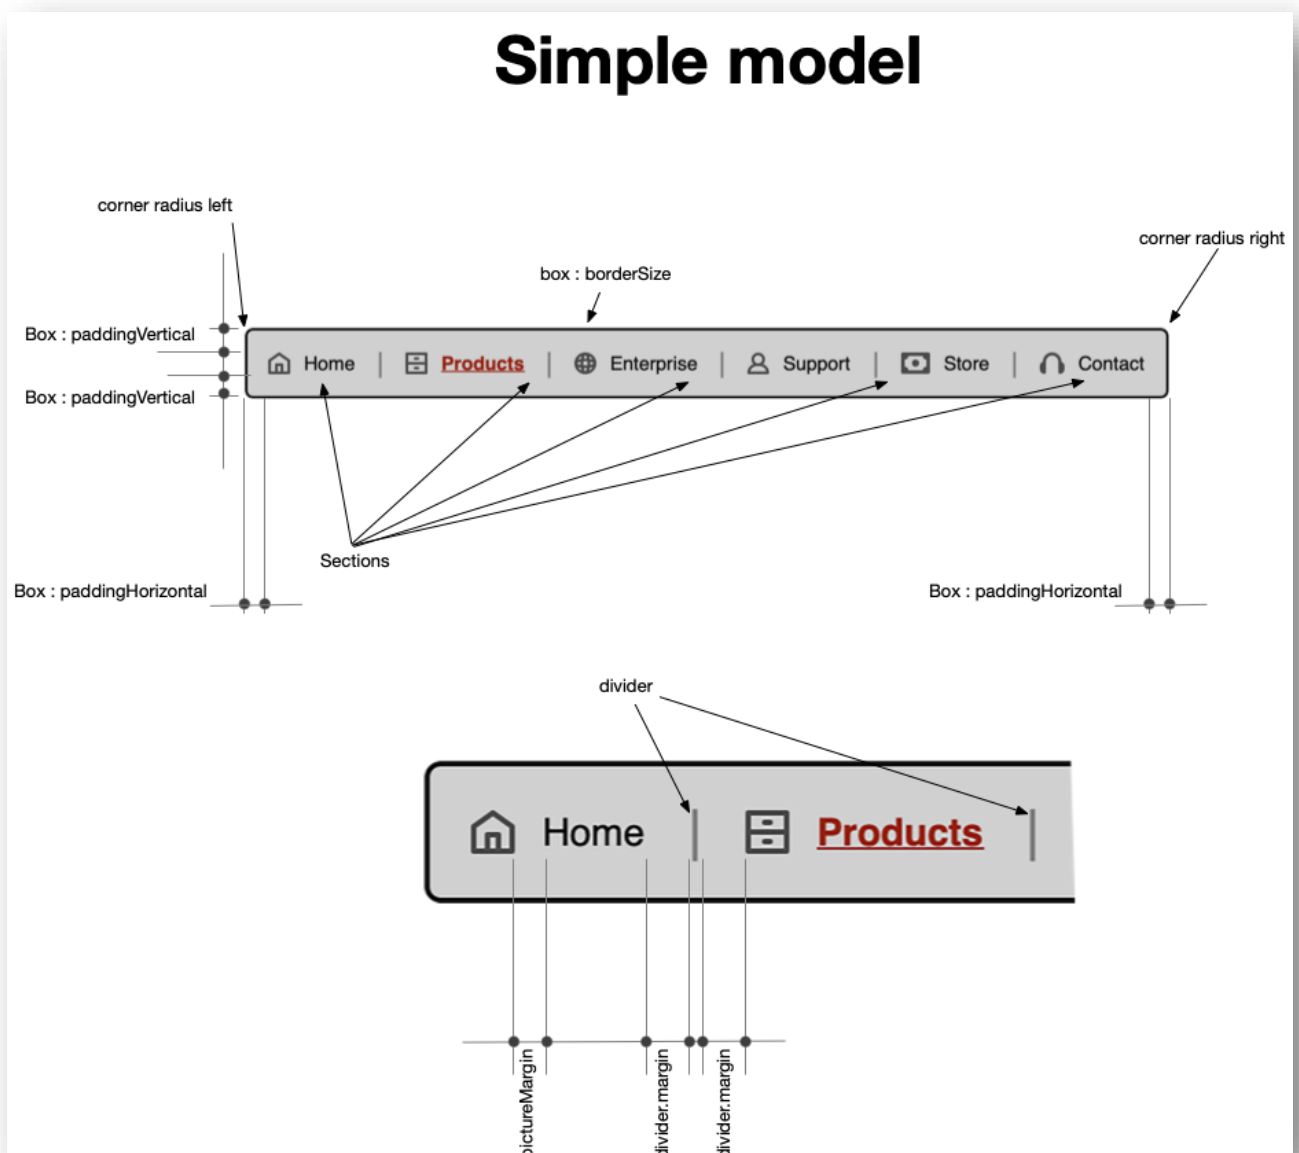 Simple model
corner radius left
corner radius right
box : borderSize
Box : paddingVertical
Home
Products
Enterprise
Support
Store
Contact
Box : paddingVertical
Sections
Box : paddingHorizontal
Box : paddingHorizontal
divider
Home
Products
pictureMargin
divider.margin
divider.margin